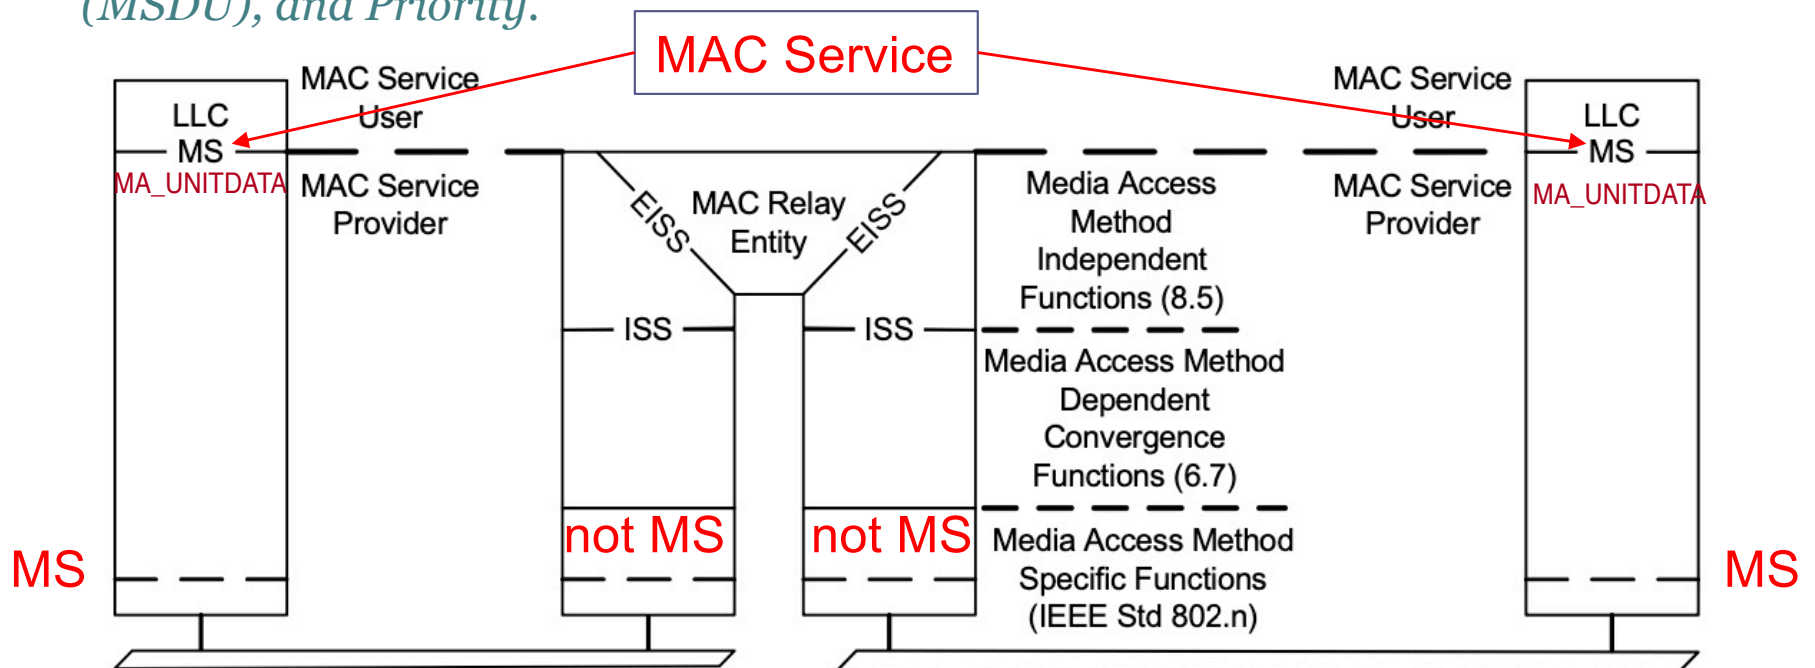 (MSDU), and Priority.
MAC Service
MAC Service
User
MAC Service
User
LLC
MS
MA_UNITDATA
MAC Service
Provider
EISS
MAC Relay
Entity
EISS
Media Access
Method
Independent
Functions (8.5)
MAC Service
Provider
LLC
MS
MA_UNITDATA
ISS
ISS
Media Access Method
Dependent
Convergence
Functions (6.7)
MS
not MS
not MS
Media Access Method
Specific Functions
(IEEE Std 802.n)
MS